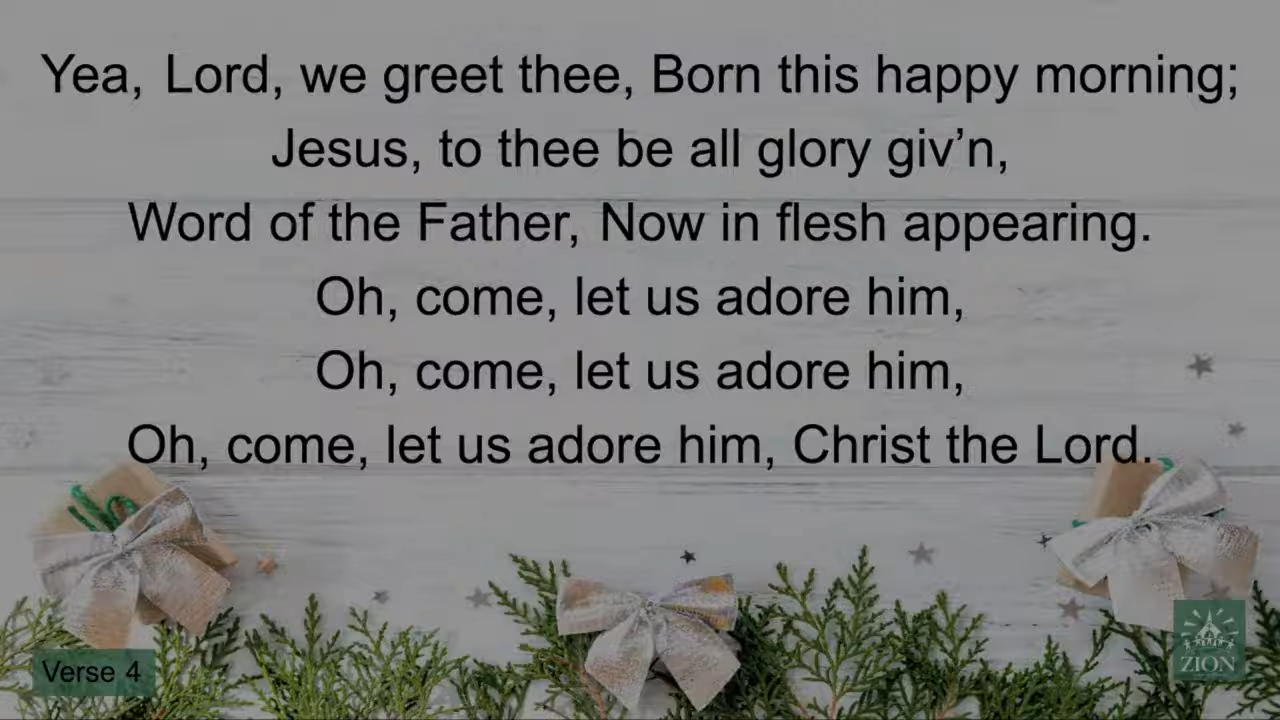 Yea, Lord, we greet thee, Born this happy morning;
Jesus, to thee be all glory giv’n,
Word of the Father, Now in flesh appearing.
Oh, come, let us adore him,
Oh, come, let us adore him,
Oh, come, let us adore him, Christ the Lord.
Verse 4
ZION